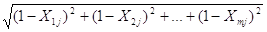 √((1-X₁ⱼ)² + (1-X₂ⱼ)² + ... + (1-Xₘⱼ)²)